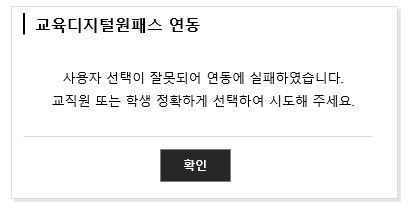 교육디지털원패스 연동
사용자 선택이 잘못되어 연동에 실패하였습니다.
교직원 또는 학생 정확하게 선택하여 시도해 주세요.
확인